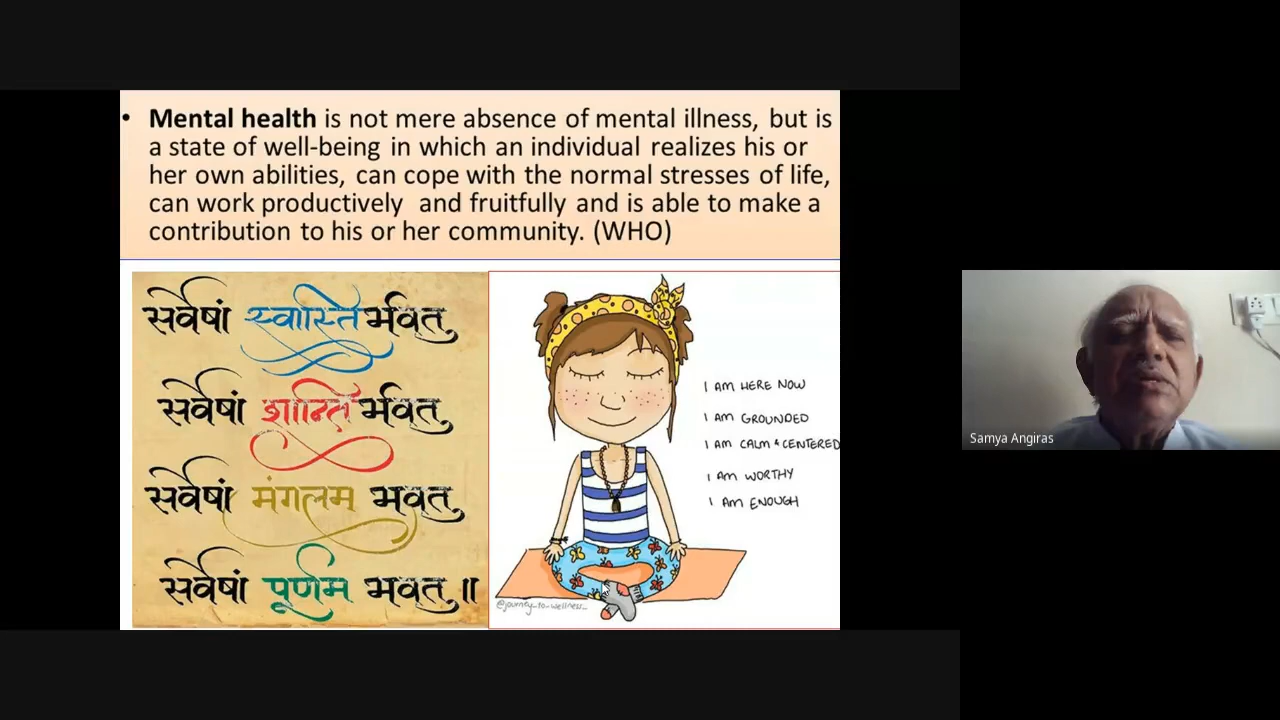 • Mental health is not mere absence of mental illness, but is
a state of well-being in which an individual realizes his or
her own abilities, can cope with the normal stresses of life,
can work productively and fruitfully and is able to make a
contribution to his or her community. (WHO)
सर्वेषां स्वास्ति र्भवतु
सर्वेषां शान्ति र्भवतु
सर्वेषां मंगलम भवतु
सर्वेषां पूर्णम भवतु॥
I AM HERE NOW
I AM GROUNDED
I AM CALM & CENTERED
I AM WORTHY
I AM ENOUGH
@journey_to_wellness_
Samya Angiras